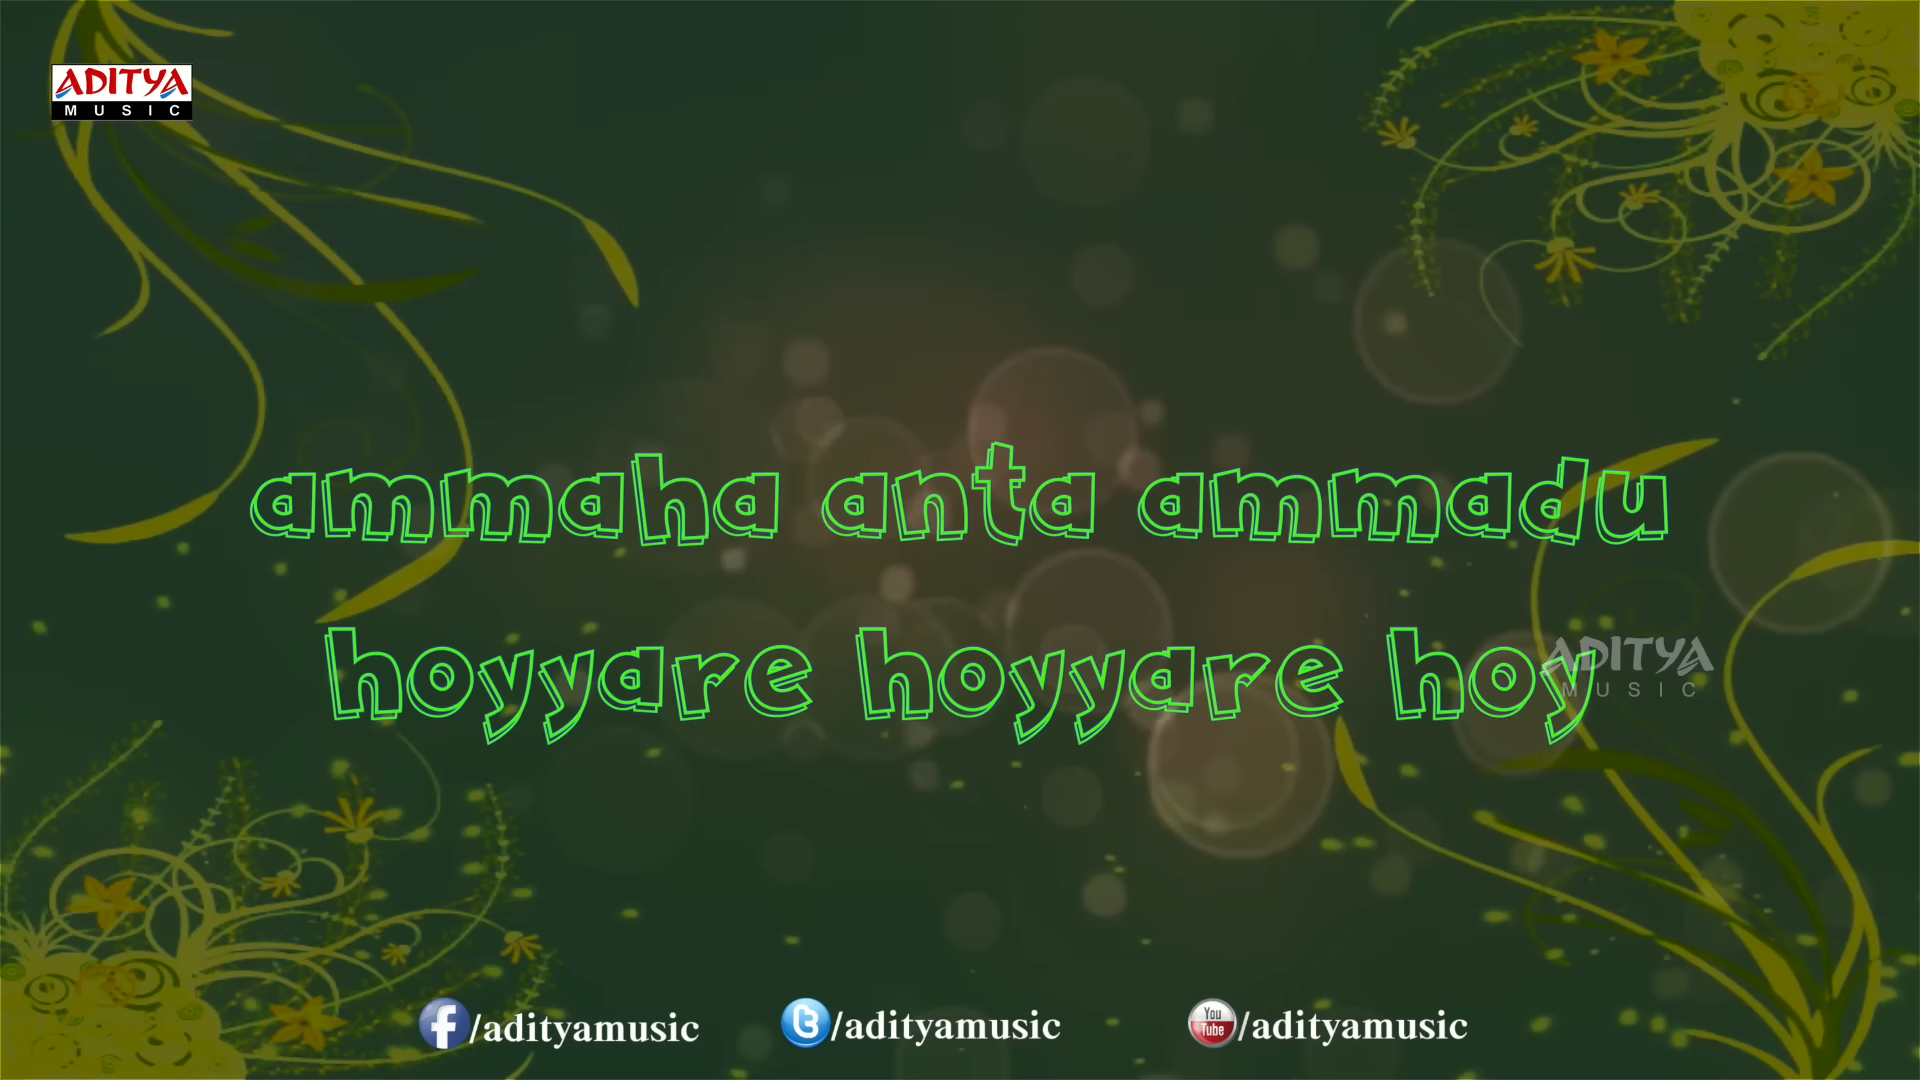 ADITYA
MUSIC
ammaha anta ammadu
hoyyare hoyyare hoy
ADITYA
MUSIC
/adityamusic
/adityamusic
You
Tube
/adityamusic